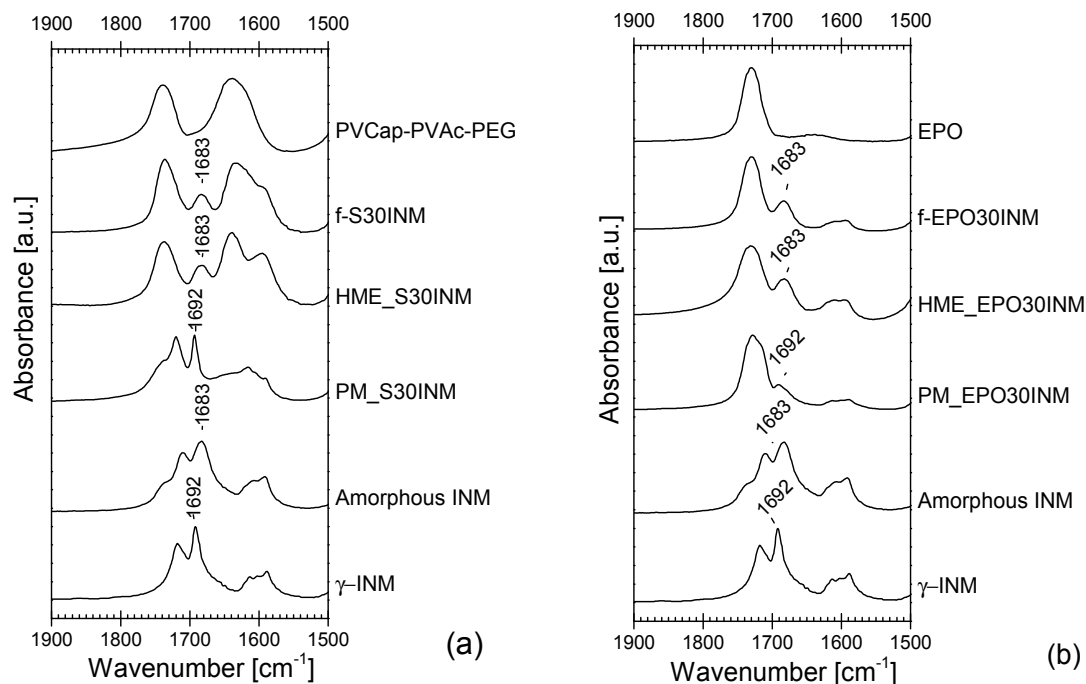 1900 1800 1700 1600 1500
PVCap-PVAc-PEG
-1683
f-S30INM
-1683
HME_S30INM
-1692
PM_S30INM
-1683
Amorphous INM
-1692
γ–INM
1900 1800 1700 1600 1500
Wavenumber [cm-1]
Absorbance [a.u.]
(a)
1900 1800 1700 1600 1500
EPO
1683
f-EPO30INM
1683
HME_EPO30INM
1692
PM_EPO30INM
1683
Amorphous INM
1692
γ–INM
1900 1800 1700 1600 1500
Wavenumber [cm-1]
Absorbance [a.u.]
(b)